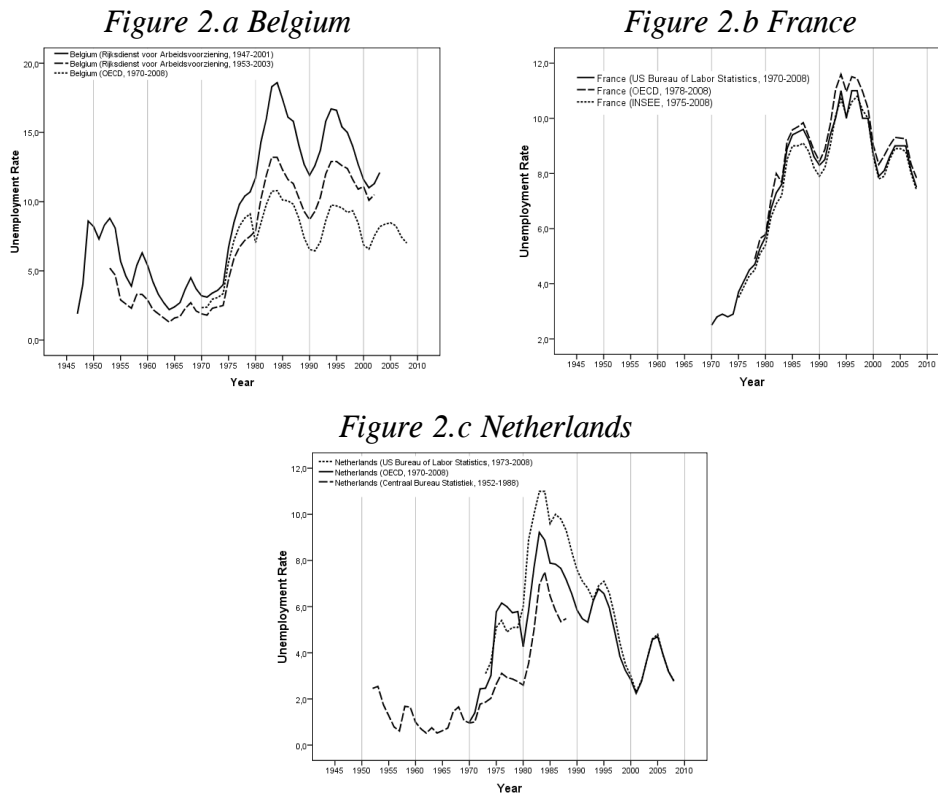 Figure 2.a Belgium
Belgium (Rijksdienst voor Arbeidsvoorziening, 1947-2001)
Belgium (Rijksdienst voor Arbeidsvoorziening, 1953-2003)
Belgium (OECD, 1970-2008)
20,0
15,0
10,0
5,0
0,0
Unemployment Rate
1945 1950 1955 1960 1965 1970 1975 1980 1985 1990 1995 2000 2005 2010
Year
Figure 2.b France
France (US Bureau of Labor Statistics, 1970-2008)
France (OECD, 1978-2008)
France (INSEE, 1975-2008)
12,0
10,0
8,0
6,0
4,0
2,0
Unemployment Rate
1945 1950 1955 1960 1965 1970 1975 1980 1985 1990 1995 2000 2005 2010
Year
Figure 2.c Netherlands
Netherlands (US Bureau of Labor Statistics, 1973-2008)
Netherlands (OECD, 1970-2008)
Netherlands (Centraal Bureau Statistiek, 1952-1988)
12,0
10,0
8,0
6,0
4,0
2,0
0,0
Unemployment Rate
1945 1950 1955 1960 1965 1970 1975 1980 1985 1990 1995 2000 2005 2010
Year